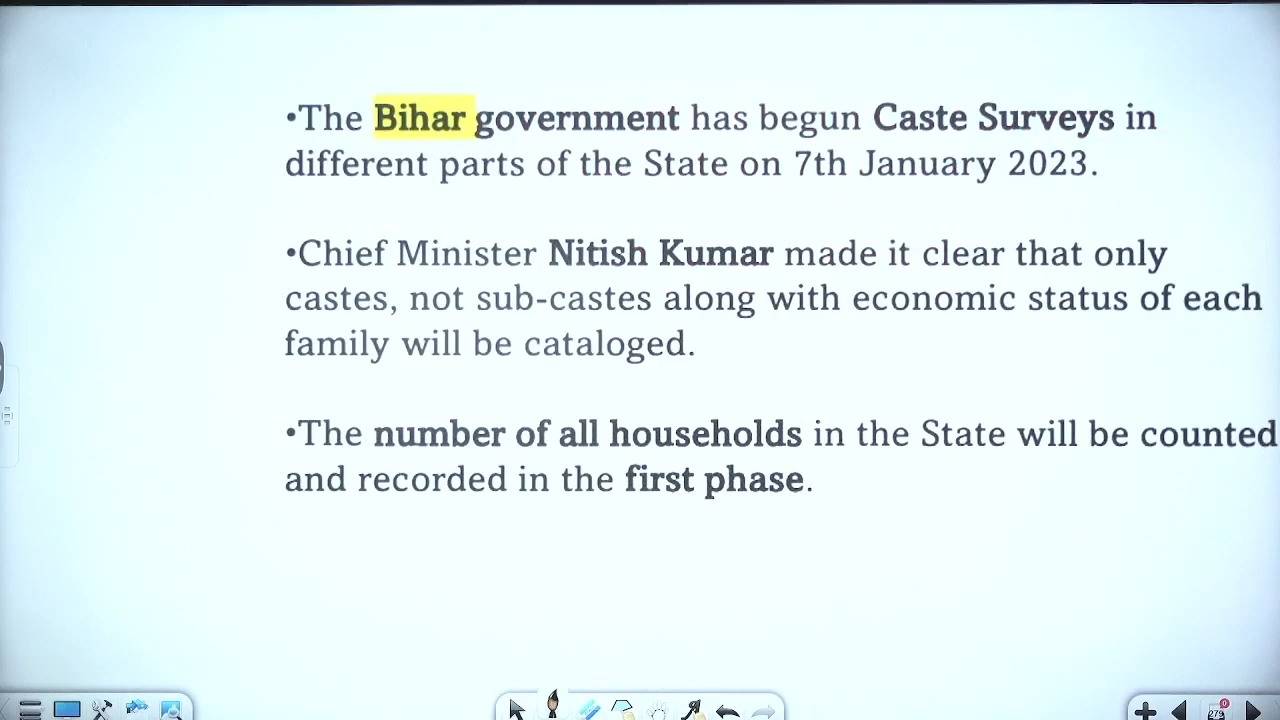 •The Bihar government has begun Caste Surveys in
different parts of the State on 7th January 2023.
•Chief Minister Nitish Kumar made it clear that only
castes, not sub-castes along with economic status of each
family will be cataloged.
•The number of all households in the State will be counted
and recorded in the first phase.
279